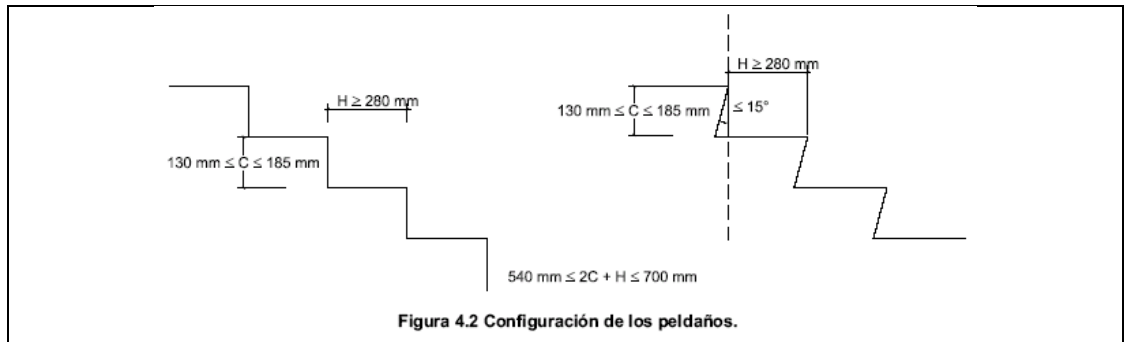 H ≥ 280 mm
130 mm ≤ C ≤ 185 mm
H ≥ 280 mm
130 mm ≤ C ≤ 185 mm
≤ 15°
540 mm ≤ 2C + H ≤ 700 mm
Figura 4.2 Configuración de los peldaños.